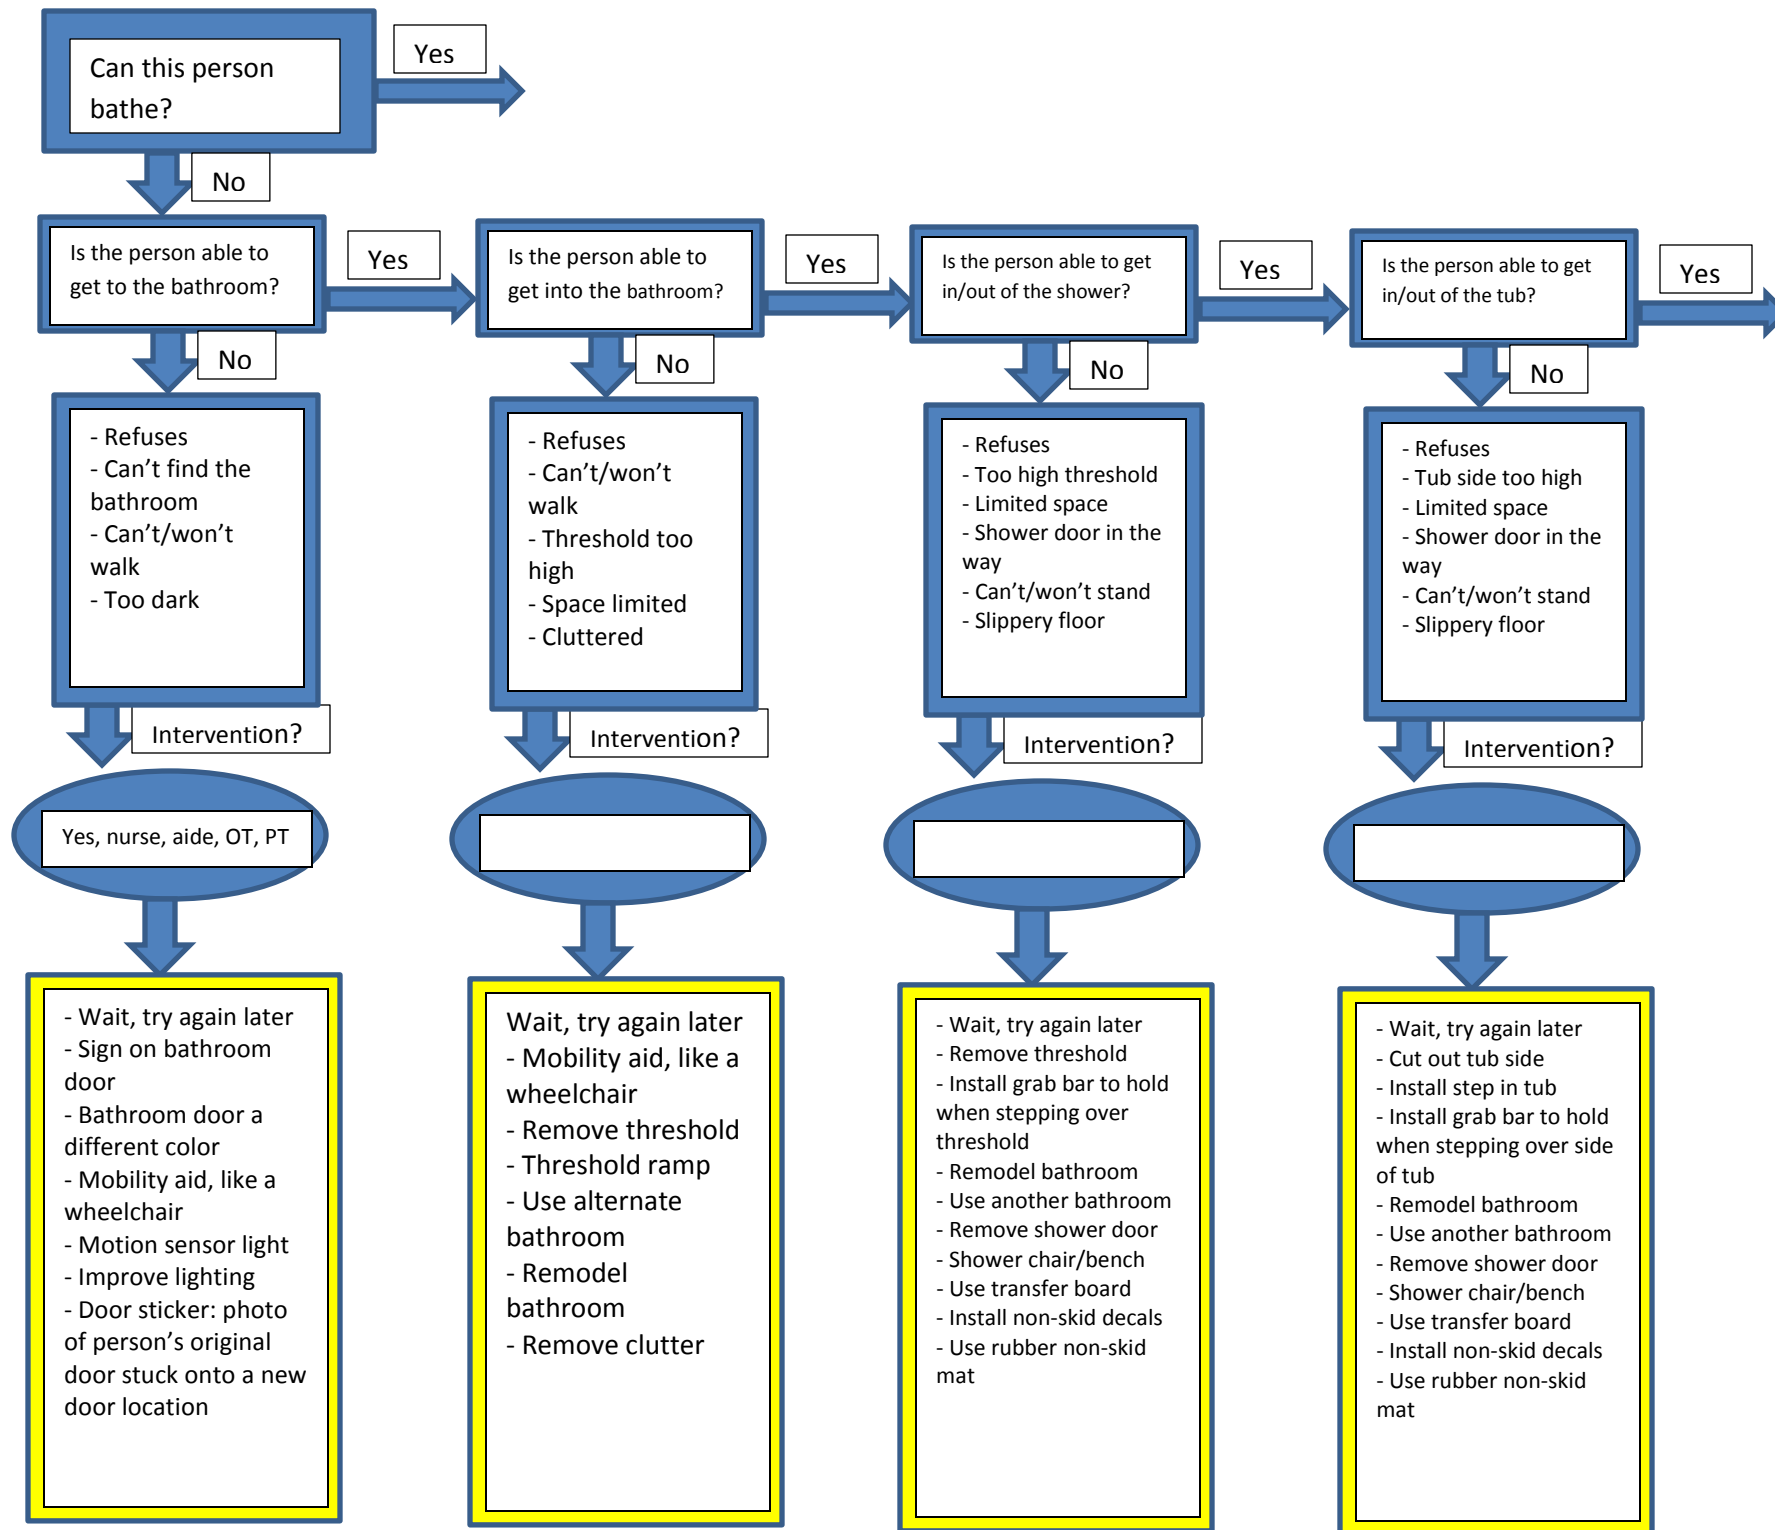 Can this person
bathe?
Yes
No
Is the person able to
get to the bathroom?
Yes
Is the person able to
get into the bathroom?
Yes
Is the person able to get
in/out of the shower?
Yes
Is the person able to get
in/out of the tub?
Yes
No
No
No
No
- Refuses
- Can’t find the
bathroom
- Can’t/won’t
walk
- Too dark
- Refuses
- Can’t/won’t
walk
- Threshold too
high
- Space limited
- Cluttered
- Refuses
- Too high threshold
- Limited space
- Shower door in the
way
- Can’t/won’t stand
- Slippery floor
- Refuses
- Tub side too high
- Limited space
- Shower door in the
way
- Can’t/won’t stand
- Slippery floor
Intervention?
Intervention?
Intervention?
Intervention?
Yes, nurse, aide, OT, PT
- Wait, try again later
- Sign on bathroom
door
- Bathroom door a
different color
- Mobility aid, like a
wheelchair
- Motion sensor light
- Improve lighting
- Door sticker: photo
of person’s original
door stuck onto a new
door location
Wait, try again later
- Mobility aid, like a
wheelchair
- Remove threshold
- Threshold ramp
- Use alternate
bathroom
- Remodel
bathroom
- Remove clutter
- Wait, try again later
- Remove threshold
- Install grab bar to hold
when stepping over
threshold
- Remodel bathroom
- Use another bathroom
- Remove shower door
- Shower chair/bench
- Use transfer board
- Install non-skid decals
- Use rubber non-skid
mat
- Wait, try again later
- Cut out tub side
- Install step in tub
- Install grab bar to hold
when stepping over side
of tub
- Remodel bathroom
- Use another bathroom
- Remove shower door
- Shower chair/bench
- Use transfer board
- Install non-skid decals
- Use rubber non-skid
mat